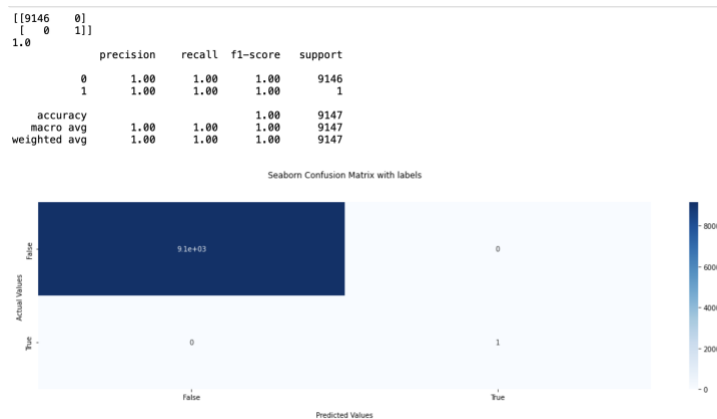 [[9146 0]
[ 0 1]]
1.0
precision recall f1-score support
0 1.00 1.00 1.00 9146
1 1.00 1.00 1.00 1
accuracy 1.00 9147
macro avg 1.00 1.00 1.00 9147
weighted avg 1.00 1.00 1.00 9147
Seaborn Confusion Matrix with labels
False
9.1e+03 0
8000
6000
Actual Values
4000
True
0 1
2000
0
False True
Predicted Values